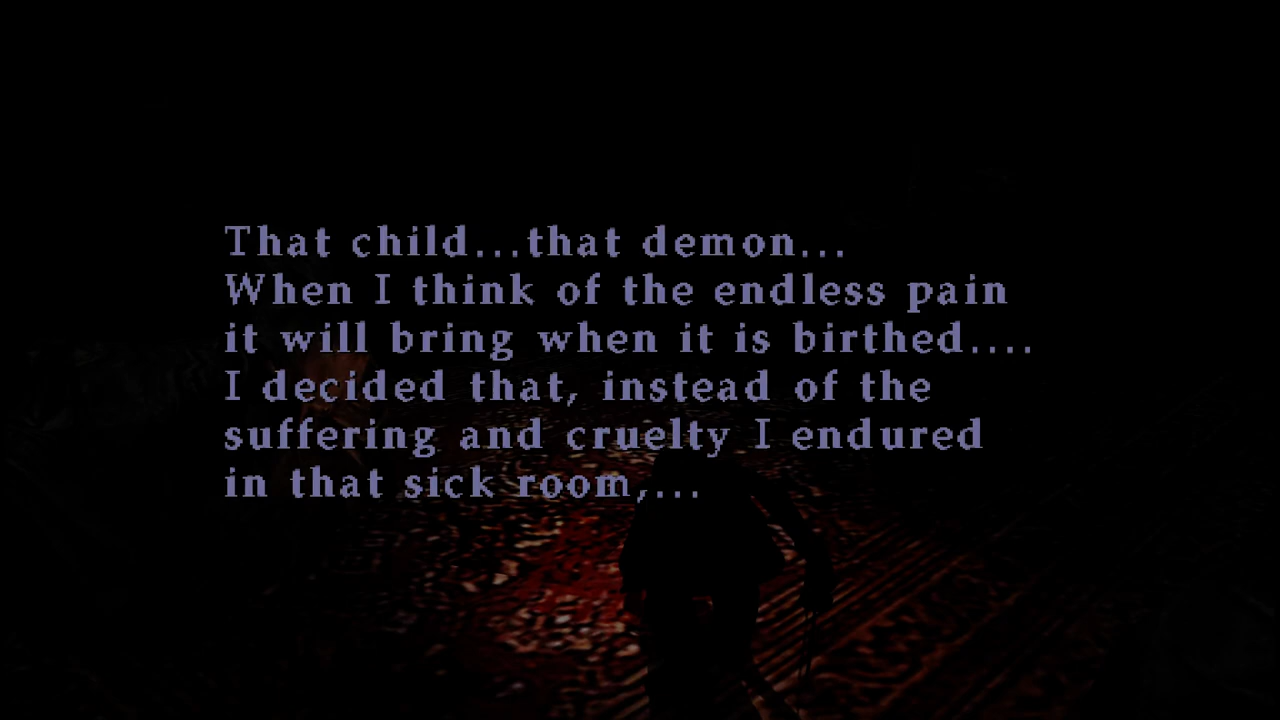 That child...that demon...
When I think of the endless pain
it will bring when it is birthed....
I decided that, instead of the
suffering and cruelty I endured
in that sick room,...